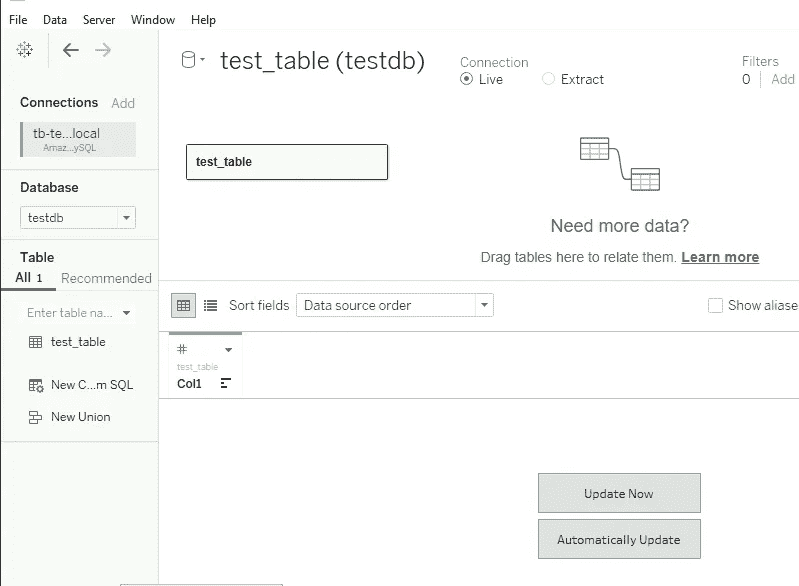 File Data Server Window Help
test_table (testdb)
Connection
Live Extract
Filters
0 Add
Connections Add
tb-te...local
Amaz...ySQL
Database
testdb
Table
All 1 Recommended
Enter table na...
test_table
New C...m SQL
New Union
test_table
Need more data?
Drag tables here to relate them. Learn more
Sort fields Data source order
Show aliase
#
test_table
Col1
Update Now
Automatically Update